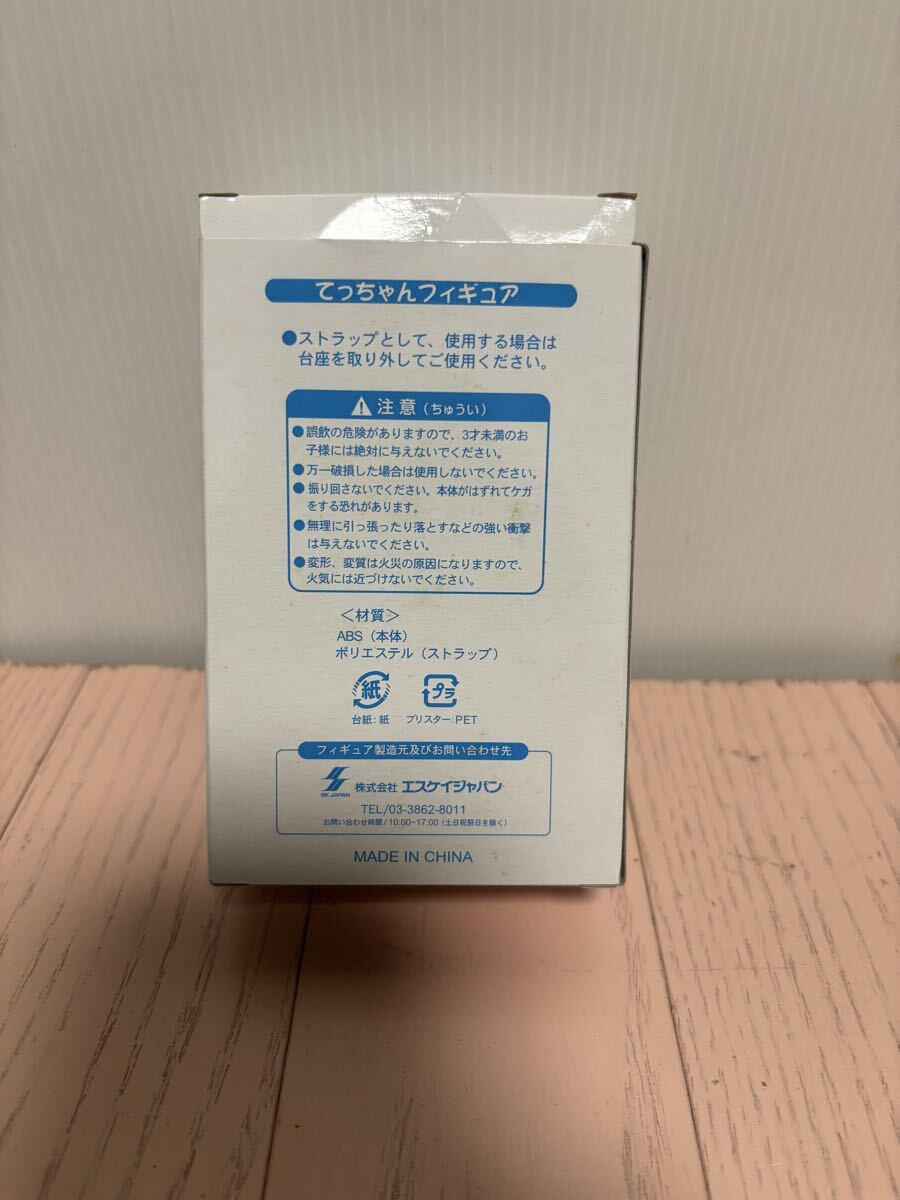 てっちゃんフィギュア
●ストラップとして、使用する場合は
台座を取り外してご使用ください。
注意（ちゅうい）
●誤飲の危険がありますので、3才未満のお
子様には絶対に与えないでください。
●万一破損した場合は使用しないでください。
●振り回さないでください。本体がはずれてケガ
をする恐れがあります。
●無理に引っ張ったり落とすなどの強い衝撃
は与えないでください。
●変形、変質は火災の原因になりますので、
火気には近づけないでください。
＜材質＞
ABS（本体）
ポリエステル（ストラップ）
紙 プラ
台紙：紙 ブリスター：PET
フィギュア製造元及びお問い合わせ先
SK JAPAN 株式会社 エスケイジャパン
TEL/03-3862-8011
お問い合わせ時間/10:00~17:00（土日祝祭日を除く）
MADE IN CHINA